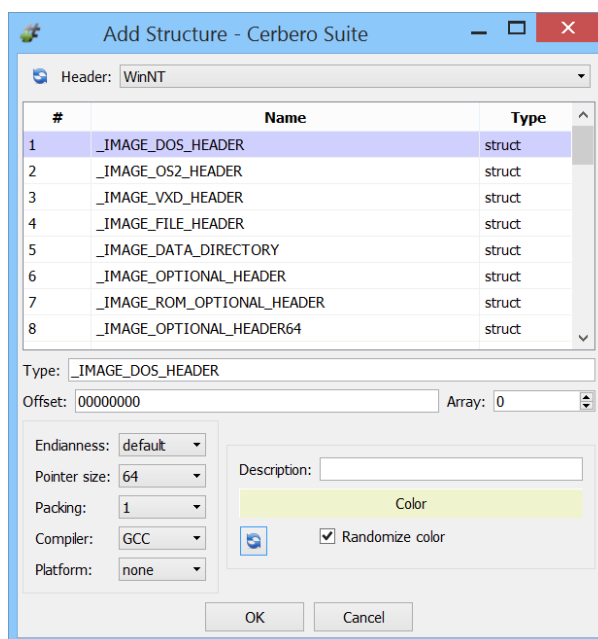 Add Structure - Cerbero Suite
Header: WinNT
# Name Type
1 _IMAGE_DOS_HEADER struct
2 _IMAGE_OS2_HEADER struct
3 _IMAGE_VXD_HEADER struct
4 _IMAGE_FILE_HEADER struct
5 _IMAGE_DATA_DIRECTORY struct
6 _IMAGE_OPTIONAL_HEADER struct
7 _IMAGE_ROM_OPTIONAL_HEADER struct
8 _IMAGE_OPTIONAL_HEADER64 struct
Type: _IMAGE_DOS_HEADER
Offset: 00000000 Array: 0
Endianness: default
Pointer size: 64
Packing: 1
Compiler: GCC
Platform: none
Description:
Color
Randomize color
OK Cancel